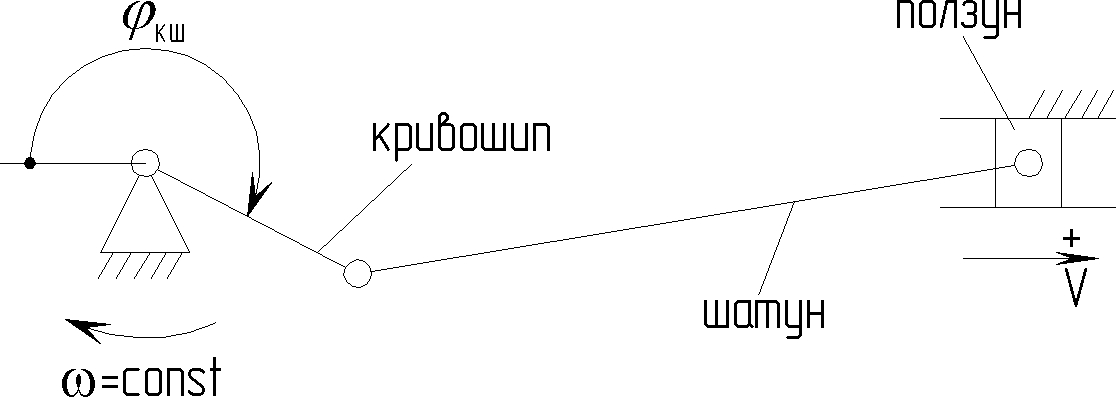 φкш
ползун
кривошип
шатун
+
V
ω=const